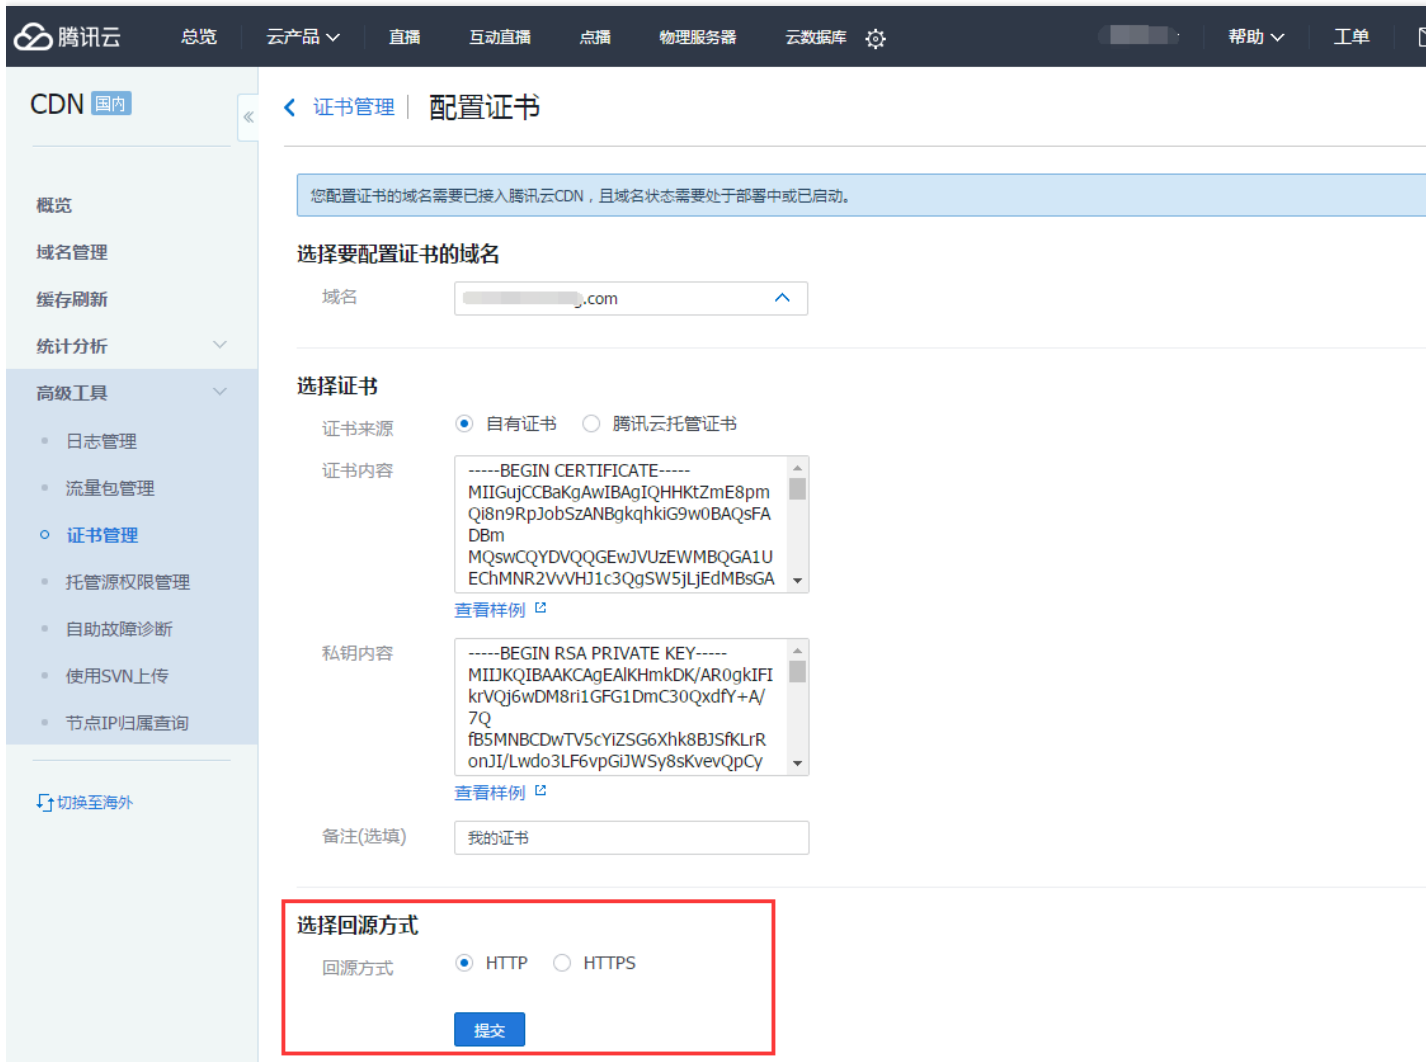 腾讯云 总览 云产品 直播 互动直播 点播 物理服务器 云数据库 帮助 工单
CDN 国内
证书管理 配置证书
您配置证书的域名需要已接入腾讯云CDN，且域名状态需要处于部署中或已启动。
概览
域名管理
缓存刷新
统计分析
高级工具
日志管理
流量包管理
证书管理
托管源权限管理
自助故障诊断
使用SVN上传
节点IP归属查询
切换至海外
选择要配置证书的域名
域名 .com
选择证书
证书来源 自有证书 腾讯云托管证书
证书内容
-----BEGIN CERTIFICATE-----
MIIGujCCBaKgAwIBAgIQHHKtZmE8pm
Qi8n9RpJobSzANBgkqhkiG9w0BAQsFA
DBm
MQswCQYDVQQGEwJVUzEWMBQGA1U
EChMNR2VvVHJ1c3QgSW5jLjEdMBsGA
查看样例
私钥内容
-----BEGIN RSA PRIVATE KEY-----
MIIJKQIBAAKCAgEAlKHmkDK/AR0gkIFI
krVQj6wDM8ri1GFG1DmC30QxdfY+A/
7Q
fB5MNBCDwTV5cYiZSG6Xhk8BJSfKLrR
onJI/Lwdo3LF6vpGiJWSy8sKvevQpCy
查看样例
备注(选填) 我的证书
选择回源方式
回源方式 HTTP HTTPS
提交